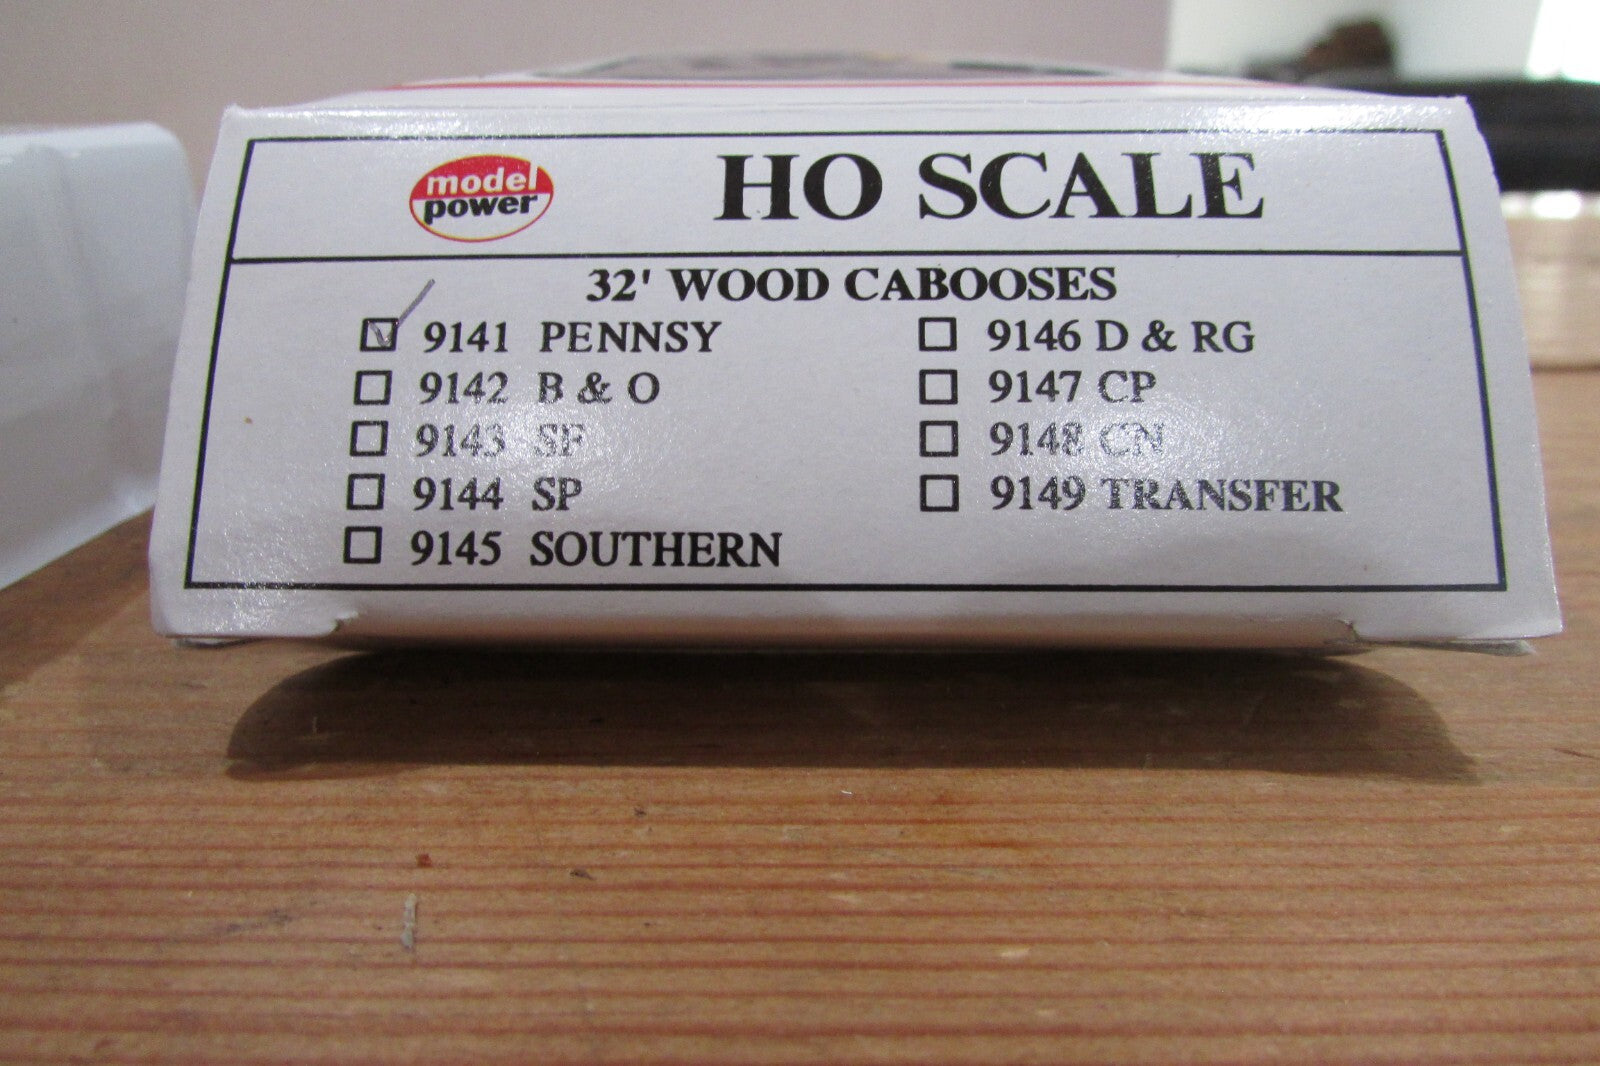 model
power
HO SCALE
32' WOOD CABOOSES
9141 PENNSY
9142 B & O
9143 SF
9144 SP
9145 SOUTHERN
9146 D & RG
9147 CP
9148 CN
9149 TRANSFER